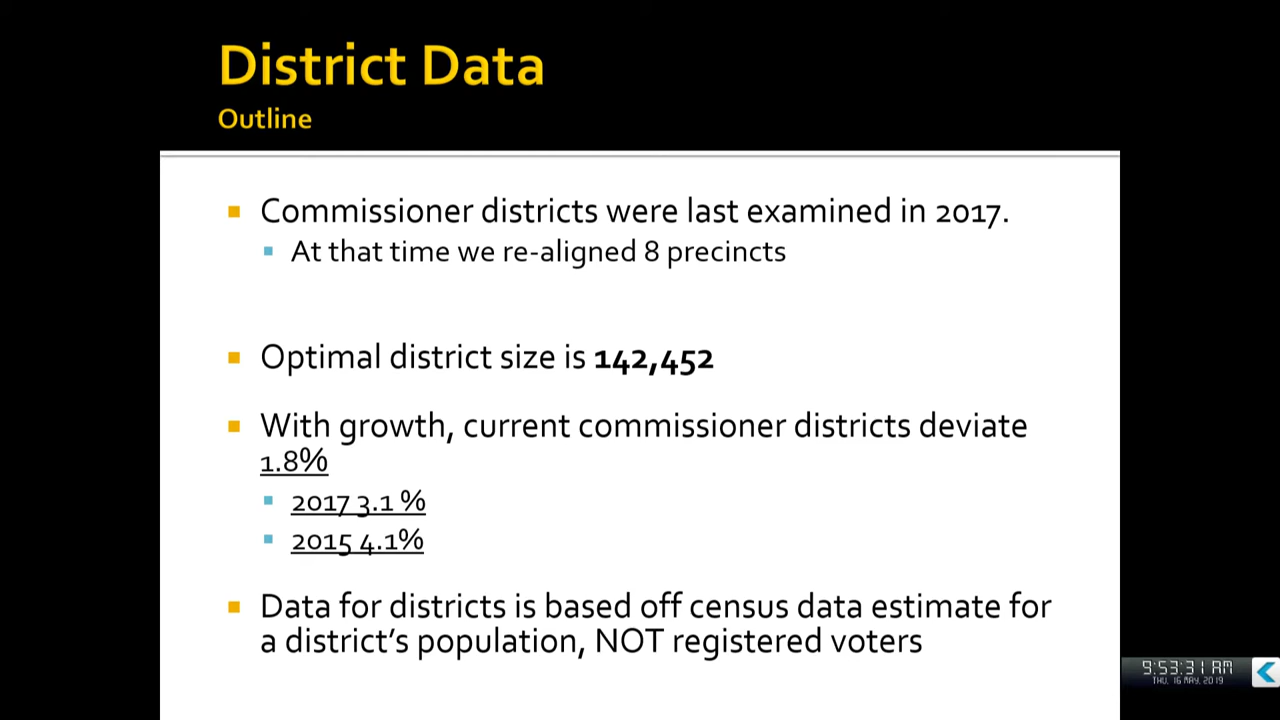 District Data
Outline
Commissioner districts were last examined in 2017.
At that time we re-aligned 8 precincts
Optimal district size is 142,452
With growth, current commissioner districts deviate
1.8%
2017 3.1 %
2015 4.1%
Data for districts is based off census data estimate for
a district's population, NOT registered voters
9:53:31 AM
THU, 16 MAY, 2019